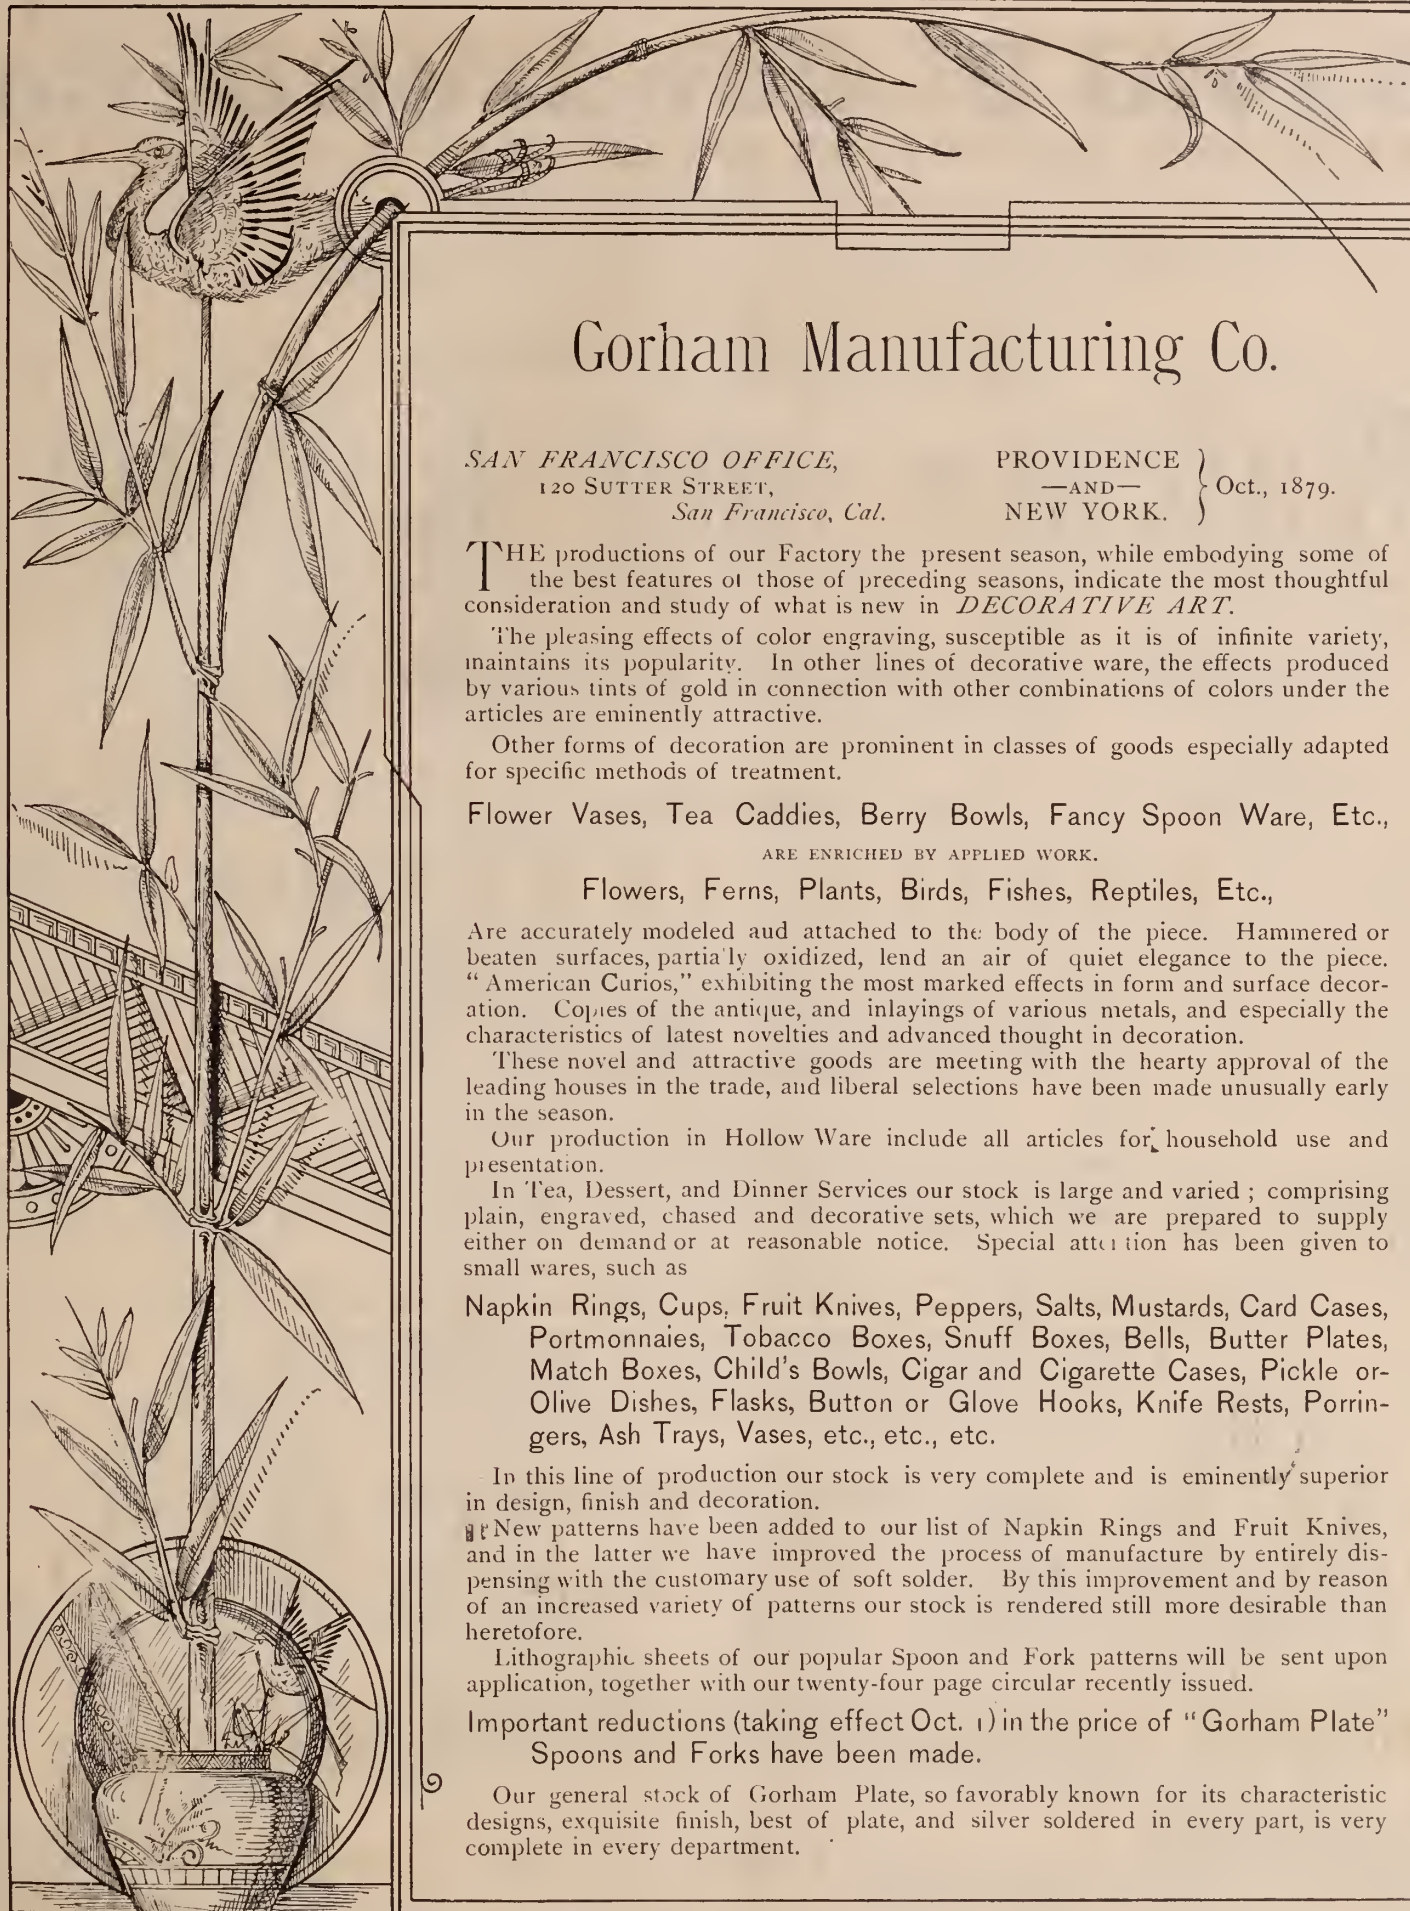 Gorham Manufacturing Co.
SAN FRANCISCO OFFICE,
120 SUTTER STREET,
San Francisco, Cal.
PROVIDENCE
—AND—
NEW YORK.
Oct., 1879.
THE productions of our Factory the present season, while embodying some of
the best features of those of preceding seasons, indicate the most thoughtful
consideration and study of what is new in DECORATIVE ART.
The pleasing effects of color engraving, susceptible as it is of infinite variety,
maintains its popularity. In other lines of decorative ware, the effects produced
by various tints of gold in connection with other combinations of colors under the
articles are eminently attractive.
Other forms of decoration are prominent in classes of goods especially adapted
for specific methods of treatment.
Flower Vases, Tea Caddies, Berry Bowls, Fancy Spoon Ware, Etc.,
ARE ENRICHED BY APPLIED WORK.
Flowers, Ferns, Plants, Birds, Fishes, Reptiles, Etc.,
Are accurately modeled aud attached to the body of the piece. Hammered or
beaten surfaces, partially oxidized, lend an air of quiet elegance to the piece.
"American Curios," exhibiting the most marked effects in form and surface decor-
ation. Copies of the antique, and inlayings of various metals, and especially the
characteristics of latest novelties and advanced thought in decoration.
These novel and attractive goods are meeting with the hearty approval of the
leading houses in the trade, and liberal selections have been made unusually early
in the season.
Our production in Hollow Ware include all articles for household use and
presentation.
In Tea, Dessert, and Dinner Services our stock is large and varied ; comprising
plain, engraved, chased and decorative sets, which we are prepared to supply
either on demand or at reasonable notice. Special attention has been given to
small wares, such as
Napkin Rings, Cups, Fruit Knives, Peppers, Salts, Mustards, Card Cases,
Portmonnaies, Tobacco Boxes, Snuff Boxes, Bells, Butter Plates,
Match Boxes, Child's Bowls, Cigar and Cigarette Cases, Pickle or-
Olive Dishes, Flasks, Button or Glove Hooks, Knife Rests, Porrin-
gers, Ash Trays, Vases, etc., etc., etc.
In this line of production our stock is very complete and is eminently superior
in design, finish and decoration.
New patterns have been added to our list of Napkin Rings and Fruit Knives,
and in the latter we have improved the process of manufacture by entirely dis-
pensing with the customary use of soft solder. By this improvement and by reason
of an increased variety of patterns our stock is rendered still more desirable than
heretofore.
Lithographic sheets of our popular Spoon and Fork patterns will be sent upon
application, together with our twenty-four page circular recently issued.
Important reductions (taking effect Oct. 1) in the price of "Gorham Plate"
Spoons and Forks have been made.
Our general stock of Gorham Plate, so favorably known for its characteristic
designs, exquisite finish, best of plate, and silver soldered in every part, is very
complete in every department.